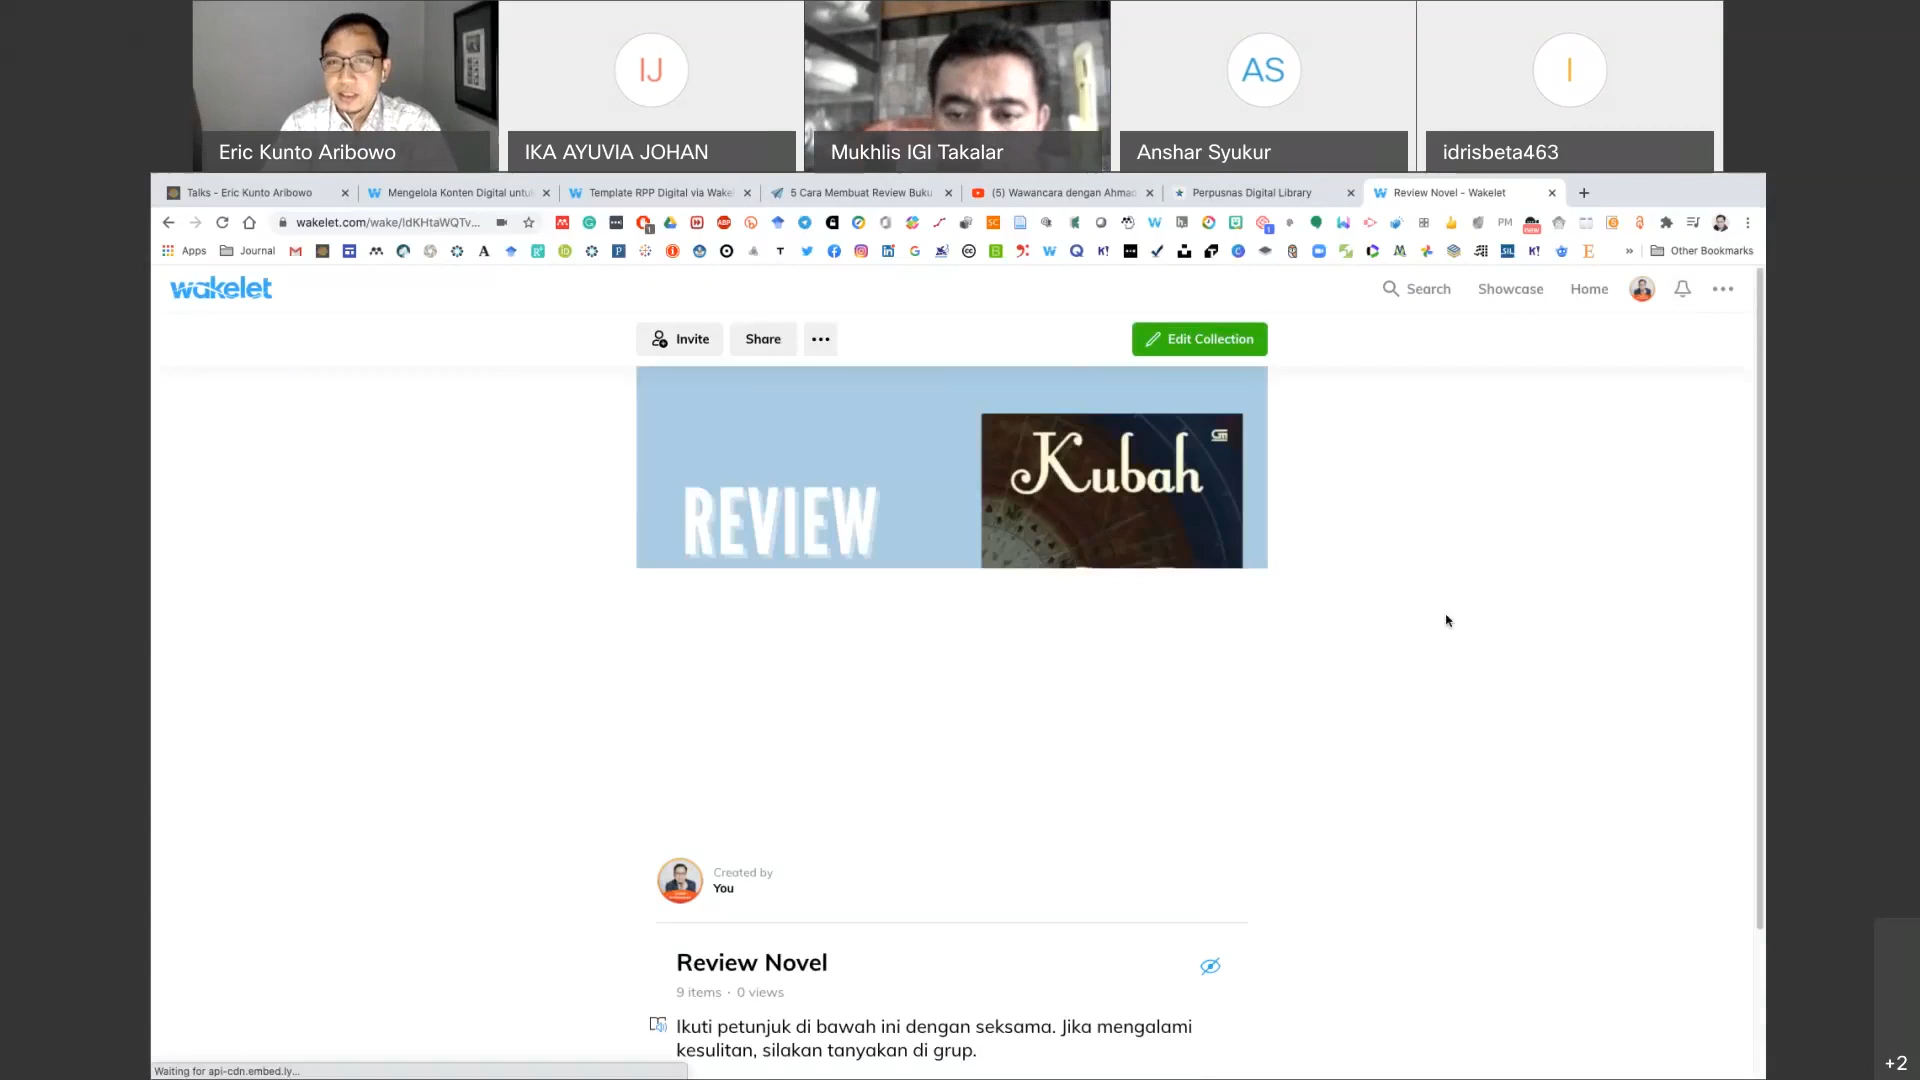 IJ
AS
I
Eric Kunto Aribowo
IKA AYUVIA JOHAN
Mukhlis IGI Takalar
Anshar Syukur
idrisbeta463
Talks - Eric Kunto Aribowo
Mengelola Konten Digital untu
Template RPP Digital via Wake
5 Cara Membuat Review Buku
(5) Wawancara dengan Ahmad
Perpusnas Digital Library
Review Novel - Wakelet
wakelet.com/wake/ldKHtaWQTv...
Apps
Journal
Other Bookmarks
wakelet
Search
Showcase
Home
Invite
Share
Edit Collection
REVIEW
Kubah
GM
Created by
You
Review Novel
9 items · 0 views
Ikuti petunjuk di bawah ini dengan seksama. Jika mengalami
kesulitan, silakan tanyakan di grup.
Waiting for api-cdn.embed.ly...
+2